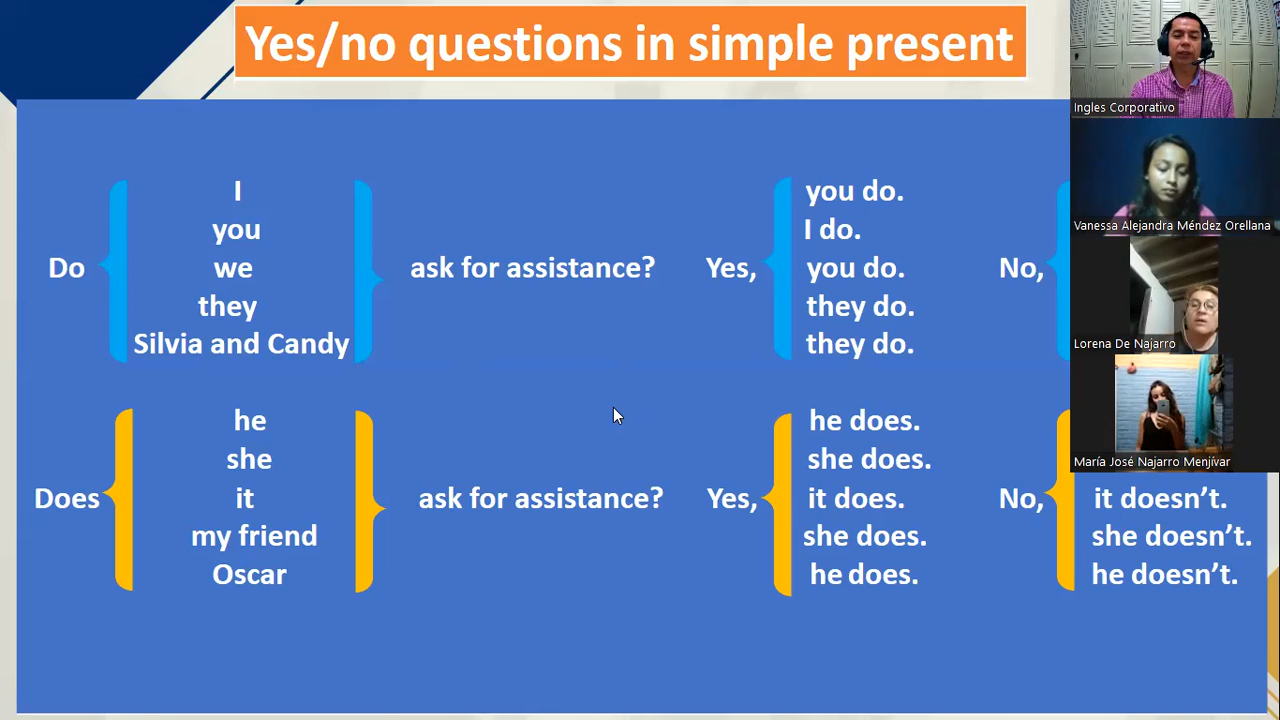 Yes/no questions in simple present
Do
I
you
we
they
Silvia and Candy
ask for assistance?
Yes,
you do.
I do.
you do.
they do.
they do.
No,
Does
he
she
it
my friend
Oscar
ask for assistance?
Yes,
he does.
she does.
it does.
she does.
he does.
No,
it doesn't.
she doesn't.
he doesn't.
Ingles Corporativo
Vanessa Alejandra Méndez Orellana
Lorena De Najarro
María José Najarro Menjívar